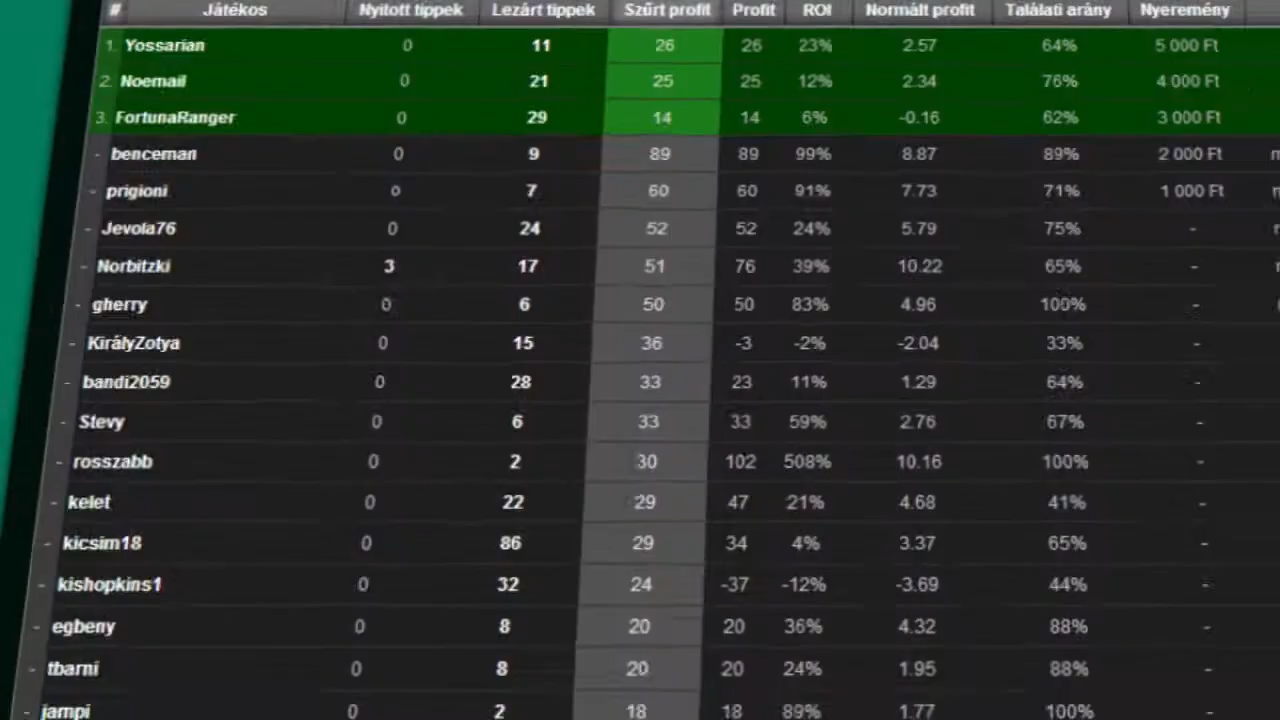 # Játékos Nyitott tippek Lezárt tippek Szűrt profit Profit ROI Normált profit Találati arány Nyeremény
1. Yossarian 0 11 26 26 23% 2.57 64% 5 000 Ft
2. Noemail 0 21 25 25 12% 2.34 76% 4 000 Ft
3. FortunaRanger 0 29 14 14 6% -0.16 62% 3 000 Ft
- benceman 0 9 89 89 99% 8.87 89% 2 000 Ft
- prigioni 0 7 60 60 91% 7.73 71% 1 000 Ft
- Jevola76 0 24 52 52 24% 5.79 75% -
- Norbitzki 3 17 51 76 39% 10.22 65% -
- gherry 0 6 50 50 83% 4.96 100% -
- KirályZotya 0 15 36 -3 -2% -2.04 33% -
- bandi2059 0 28 33 23 11% 1.29 64% -
- Stevy 0 6 33 33 59% 2.76 67% -
- rosszabb 0 2 30 102 508% 10.16 100% -
- kelet 0 22 29 47 21% 4.68 41% -
- kicsim18 0 86 29 34 4% 3.37 65% -
- kishopkins1 0 32 24 -37 -12% -3.69 44% -
- egbeny 0 8 20 20 36% 4.32 88% -
- tbarni 0 8 20 20 24% 1.95 88% -
- jampi 0 2 18 18 89% 1.77 100% -